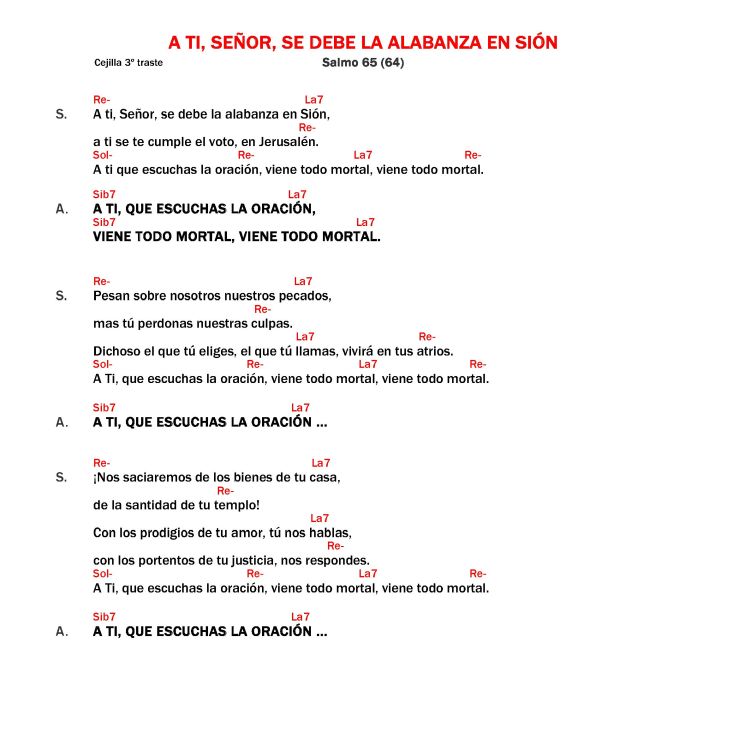 A TI, SEÑOR, SE DEBE LA ALABANZA EN SIÓN
Cejilla 3º traste Salmo 65 (64)
Re- La7
S. A ti, Señor, se debe la alabanza en Sión,
Re-
a ti se te cumple el voto, en Jerusalén.
Sol- Re- La7 Re-
A ti que escuchas la oración, viene todo mortal, viene todo mortal.
Sib7 La7
A. A TI, QUE ESCUCHAS LA ORACIÓN,
Sib7 La7
VIENE TODO MORTAL, VIENE TODO MORTAL.
Re- La7
S. Pesan sobre nosotros nuestros pecados,
Re-
mas tú perdonas nuestras culpas.
La7 Re-
Dichoso el que tú eliges, el que tú llamas, vivirá en tus atrios.
Sol- Re- La7 Re-
A Ti, que escuchas la oración, viene todo mortal, viene todo mortal.
Sib7 La7
A. A TI, QUE ESCUCHAS LA ORACIÓN ...
Re- La7
S. ¡Nos saciaremos de los bienes de tu casa,
Re-
de la santidad de tu templo!
La7
Con los prodigios de tu amor, tú nos hablas,
Re-
con los portentos de tu justicia, nos respondes.
Sol- Re- La7 Re-
A Ti, que escuchas la oración, viene todo mortal, viene todo mortal.
Sib7 La7
A. A TI, QUE ESCUCHAS LA ORACIÓN ...